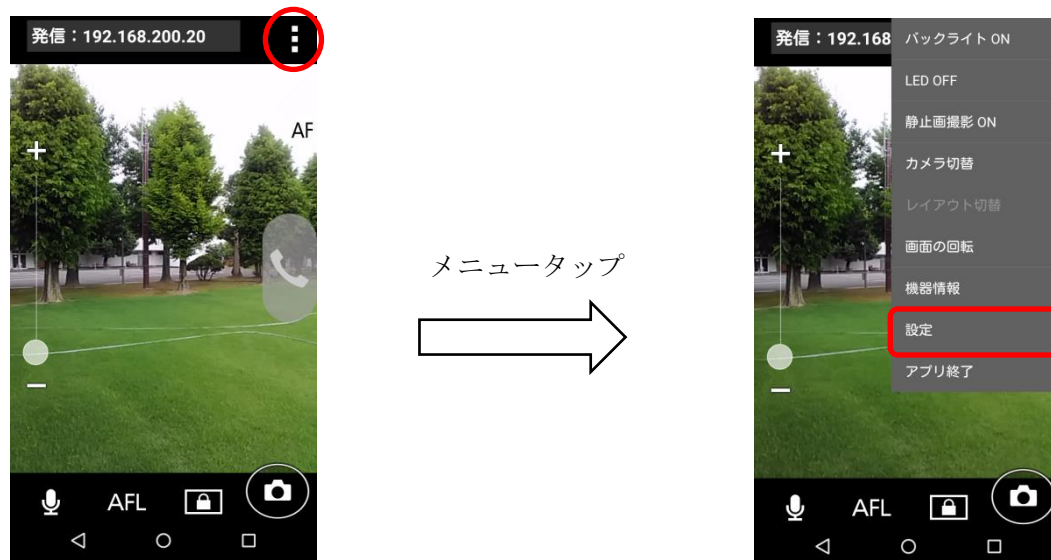 発信：192.168.200.20
AF
AFL
メニュータップ
発信：192.168
バックライト ON
LED OFF
静止画撮影 ON
カメラ切替
レイアウト切替
画面の回転
機器情報
設定
アプリ終了
AFL